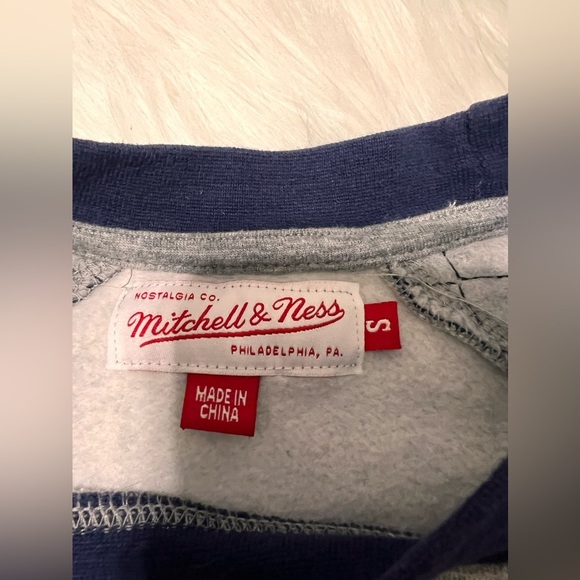 NOSTALGIA CO.
Mitchell & Ness
PHILADELPHIA, PA.
S
MADE IN
CHINA